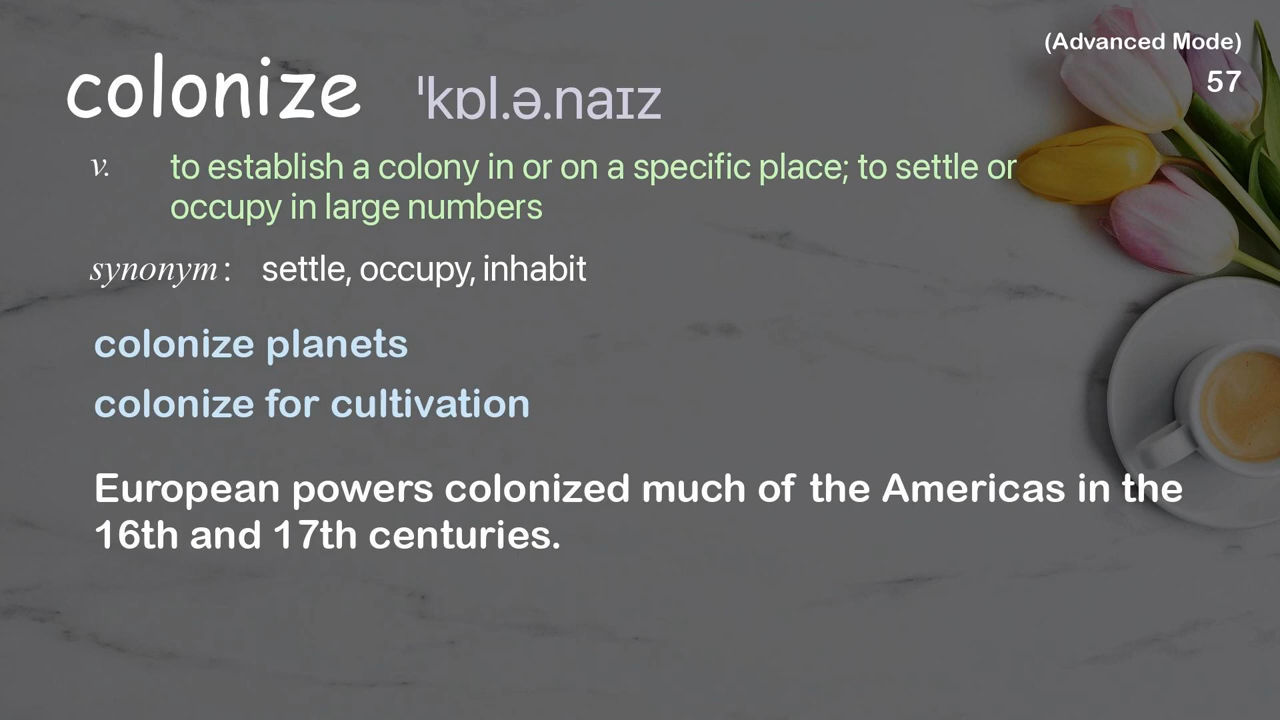 (Advanced Mode)
57
colonize ˈkɒl.ə.naɪz
v. to establish a colony in or on a specific place; to settle or
occupy in large numbers
synonym: settle, occupy, inhabit
colonize planets
colonize for cultivation
European powers colonized much of the Americas in the
16th and 17th centuries.